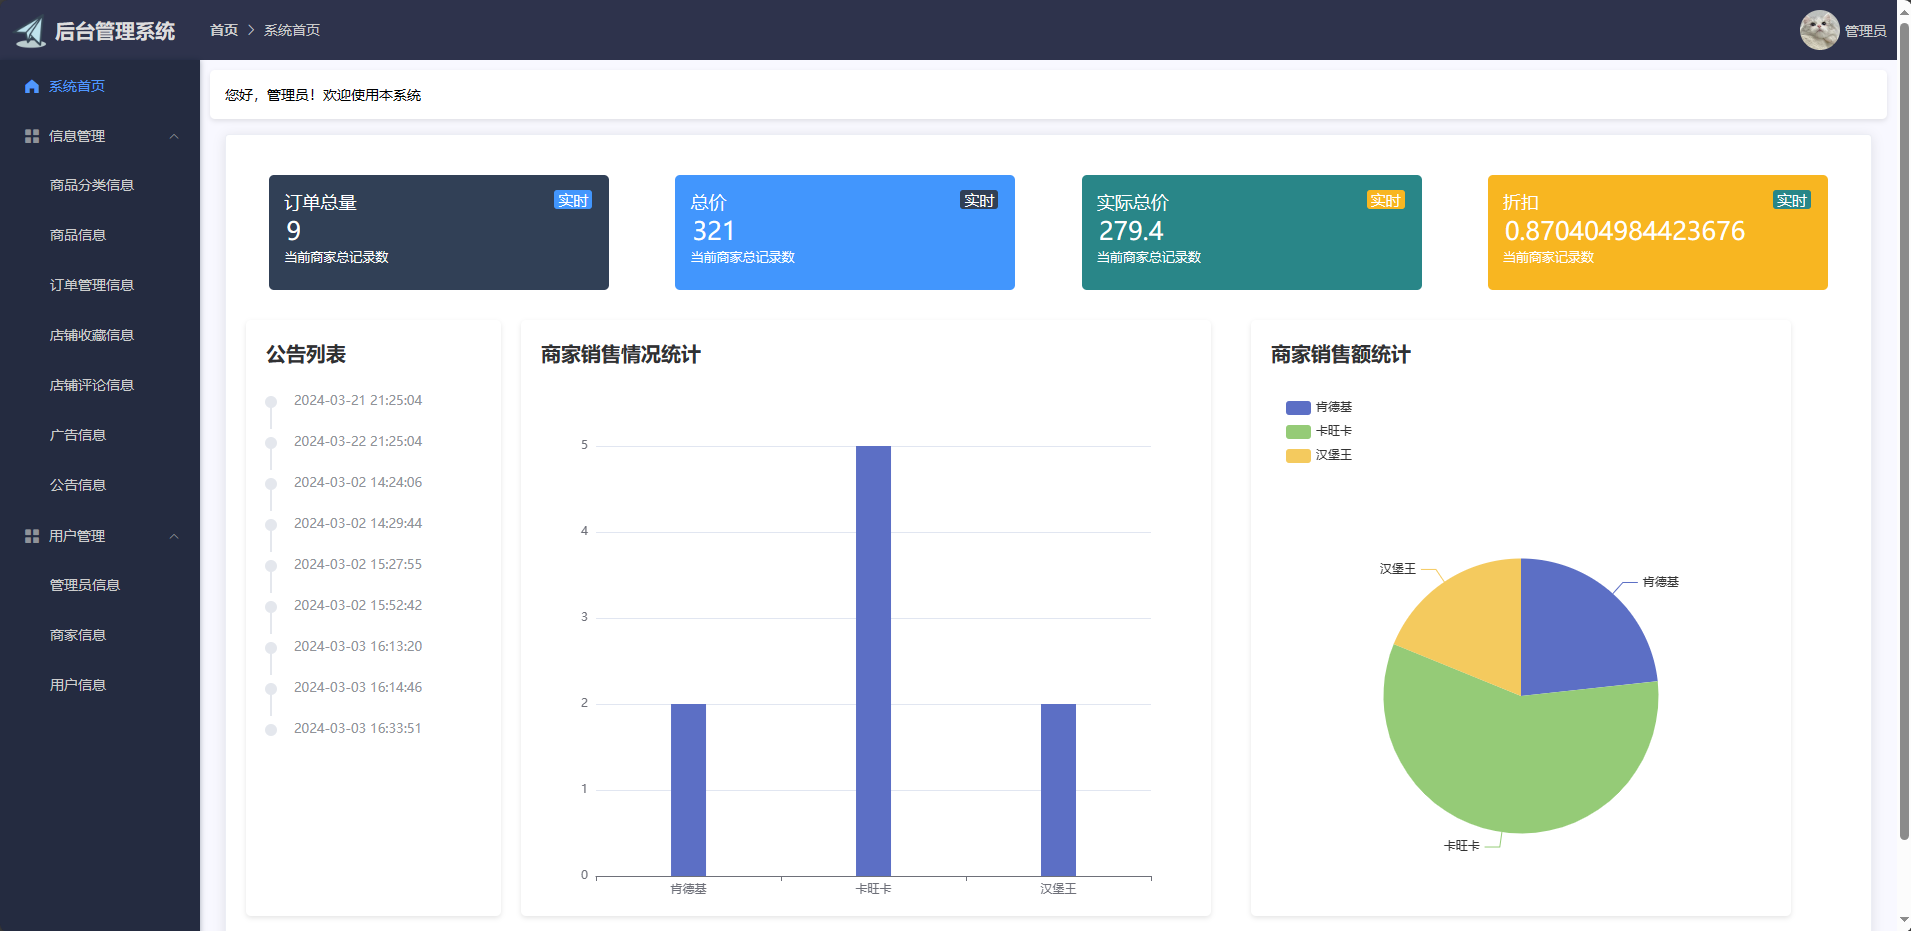 后台管理系统
首页 > 系统首页
管理员
系统首页
信息管理
商品分类信息
商品信息
订单管理信息
店铺收藏信息
店铺评论信息
广告信息
公告信息
用户管理
管理员信息
商家信息
用户信息
您好，管理员！欢迎使用本系统
订单总量 实时
9
当前商家总记录数
总价 实时
321
当前商家总记录数
实际总价 实时
279.4
当前商家总记录数
折扣 实时
0.870404984423676
当前商家记录数
公告列表
2024-03-21 21:25:04
2024-03-22 21:25:04
2024-03-02 14:24:06
2024-03-02 14:29:44
2024-03-02 15:27:55
2024-03-02 15:52:42
2024-03-03 16:13:20
2024-03-03 16:14:46
2024-03-03 16:33:51
商家销售情况统计
5
4
3
2
1
0
肯德基 卡旺卡 汉堡王
商家销售额统计
肯德基
卡旺卡
汉堡王
汉堡王
肯德基
卡旺卡